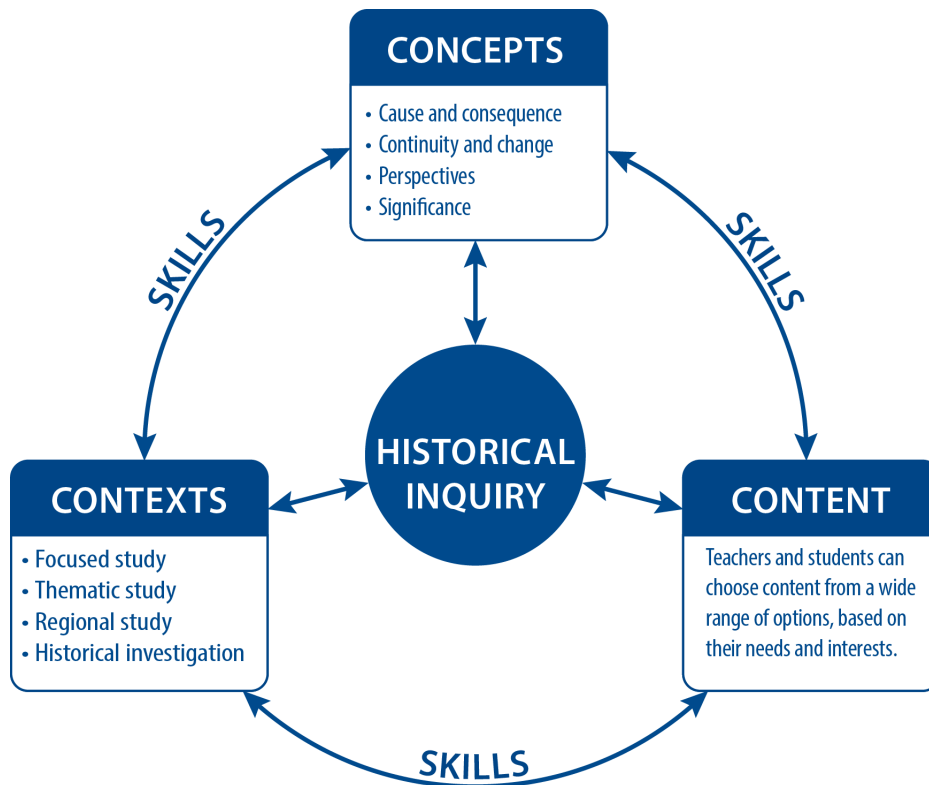 CONCEPTS
• Cause and consequence
• Continuity and change
• Perspectives
• Significance
SKILLS
SKILLS
HISTORICAL
INQUIRY
CONTEXTS
• Focused study
• Thematic study
• Regional study
• Historical investigation
CONTENT
Teachers and students can
choose content from a wide
range of options, based on
their needs and interests.
SKILLS